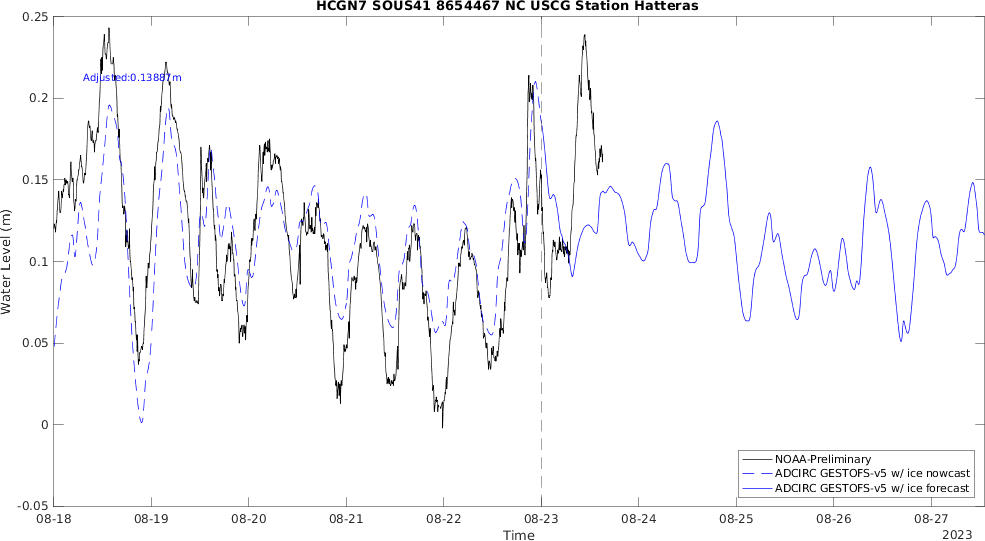 HCGN7 SOUS41 8654467 NC USCG Station Hatteras
0.25
0.2
0.15
0.1
0.05
0
-0.05
Water Level (m)
Adjusted:0.13887m
NOAA-Preliminary
ADCIRC GESTOFS-v5 w/ ice nowcast
ADCIRC GESTOFS-v5 w/ ice forecast
08-18 08-19 08-20 08-21 08-22 08-23 08-24 08-25 08-26 08-27
Time
2023